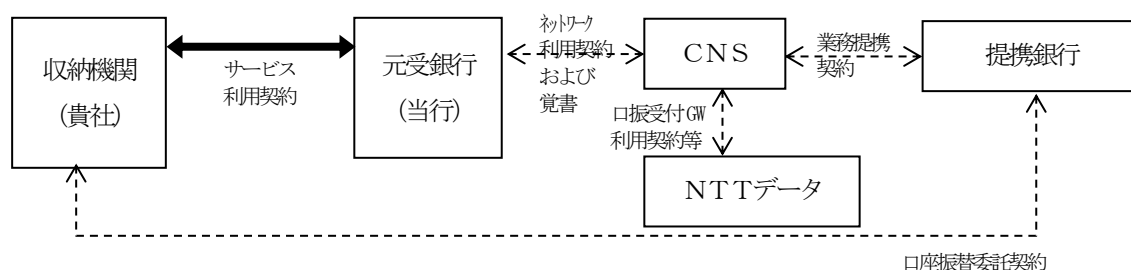 収納機関
(貴社)
サービス
利用契約
元受銀行
(当行)
ネットワーク
利用契約
および
覚書
ＣＮＳ
業務提携
契約
提携銀行
口振受付GW
利用契約等
ＮＴＴデータ
口座振替委託契約